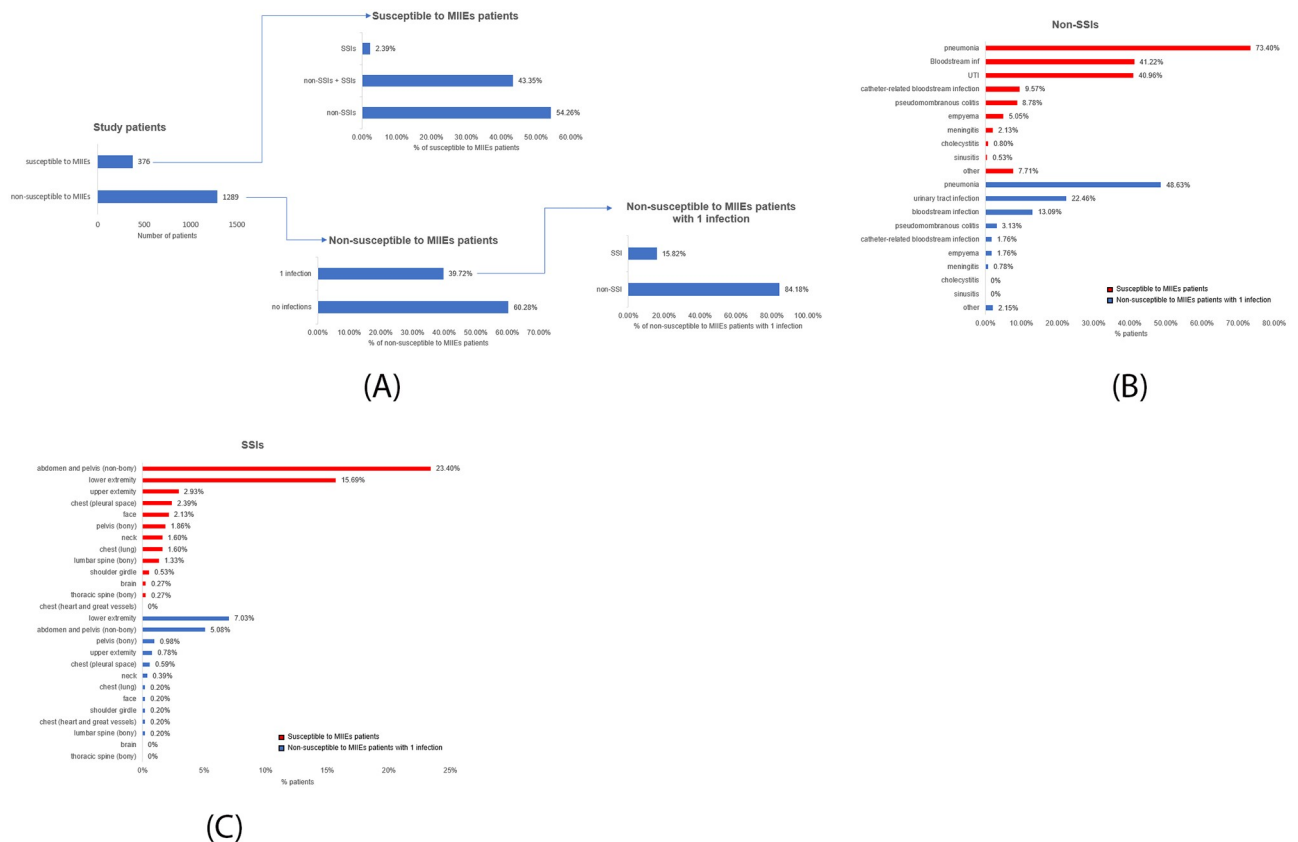 Susceptible to MIIEs patients
SSIs 2.39%
non-SSIs + SSIs 43.35%
non-SSIs 54.26%
0.00% 10.00% 20.00% 30.00% 40.00% 50.00% 60.00%
% of susceptible to MIIEs patients
Study patients
susceptible to MIIEs 376
non-susceptible to MIIEs 1289
0 500 1000 1500
Number of patients
Non-susceptible to MIIEs patients
1 infection 39.72%
no infections 60.28%
0.00% 10.00% 20.00% 30.00% 40.00% 50.00% 60.00% 70.00%
% of non-susceptible to MIIEs patients
Non-susceptible to MIIEs patients
with 1 infection
SSI 15.82%
non-SSI 84.18%
0.00% 20.00% 40.00% 60.00% 80.00% 100.00%
% of non-susceptible to MIIEs patients with 1 infection
(A)
Non-SSIs
pneumonia 73.40%
Bloodstream inf 41.22%
UTI 40.96%
catheter-related bloodstream infection 9.57%
pseudomombranous colitis 8.78%
empyema 5.05%
meningitis 2.13%
cholecystitis 0.80%
sinusitis 0.53%
other 7.71%
pneumonia 48.63%
urinary tract infection 22.46%
bloodstream infection 13.09%
pseudomombranous colitis 3.13%
catheter-related bloodstream infection 1.76%
empyema 1.76%
meningitis 0.78%
cholecystitis 0%
sinusitis 0%
other 2.15%
Susceptible to MIIEs patients
Non-susceptible to MIIEs patients with 1 infection
0.00% 10.00% 20.00% 30.00% 40.00% 50.00% 60.00% 70.00% 80.00%
% patients
(B)
SSIs
abdomen and pelvis (non-bony) 23.40%
lower extremity 15.69%
upper extemity 2.93%
chest (pleural space) 2.39%
face 2.13%
pelvis (bony) 1.86%
neck 1.60%
chest (lung) 1.60%
lumbar spine (bony) 1.33%
shoulder girdle 0.53%
brain 0.27%
thoracic spine (bony) 0.27%
chest (heart and great vessels) 0%
lower extremity 7.03%
abdomen and pelvis (non-bony) 5.08%
pelvis (bony) 0.98%
upper extemity 0.78%
chest (pleural space) 0.59%
neck 0.39%
chest (lung) 0.20%
face 0.20%
shoulder girdle 0.20%
chest (heart and great vessels) 0.20%
lumbar spine (bony) 0.20%
brain 0%
thoracic spine (bony) 0%
Susceptible to MIIEs patients
Non-susceptible to MIIEs patients with 1 infection
0% 5% 10% 15% 20% 25%
% patients
(C)